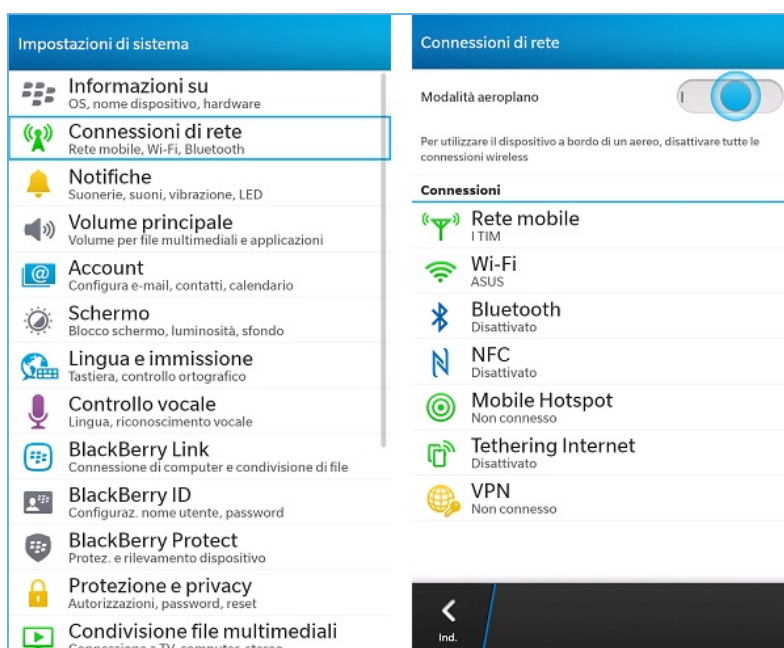 Impostazioni di sistema
Informazioni su
OS, nome dispositivo, hardware
Connessioni di rete
Rete mobile, Wi-Fi, Bluetooth
Notifiche
Suonerie, suoni, vibrazione, LED
Volume principale
Volume per file multimediali e applicazioni
Account
Configura e-mail, contatti, calendario
Schermo
Blocco schermo, luminosità, sfondo
Lingua e immissione
Tastiera, controllo ortografico
Controllo vocale
Lingua, riconoscimento vocale
BlackBerry Link
Connessione di computer e condivisione di file
BlackBerry ID
Configuraz. nome utente, password
BlackBerry Protect
Protez. e rilevamento dispositivo
Protezione e privacy
Autorizzazioni, password, reset
Condivisione file multimediali
Connessione a TV, computer, stereo
Connessioni di rete
Modalità aeroplano
Per utilizzare il dispositivo a bordo di un aereo, disattivare tutte le
connessioni wireless
Connessioni
Rete mobile
I TIM
Wi-Fi
ASUS
Bluetooth
Disattivato
NFC
Disattivato
Mobile Hotspot
Non connesso
Tethering Internet
Disattivato
VPN
Non connesso
Ind.